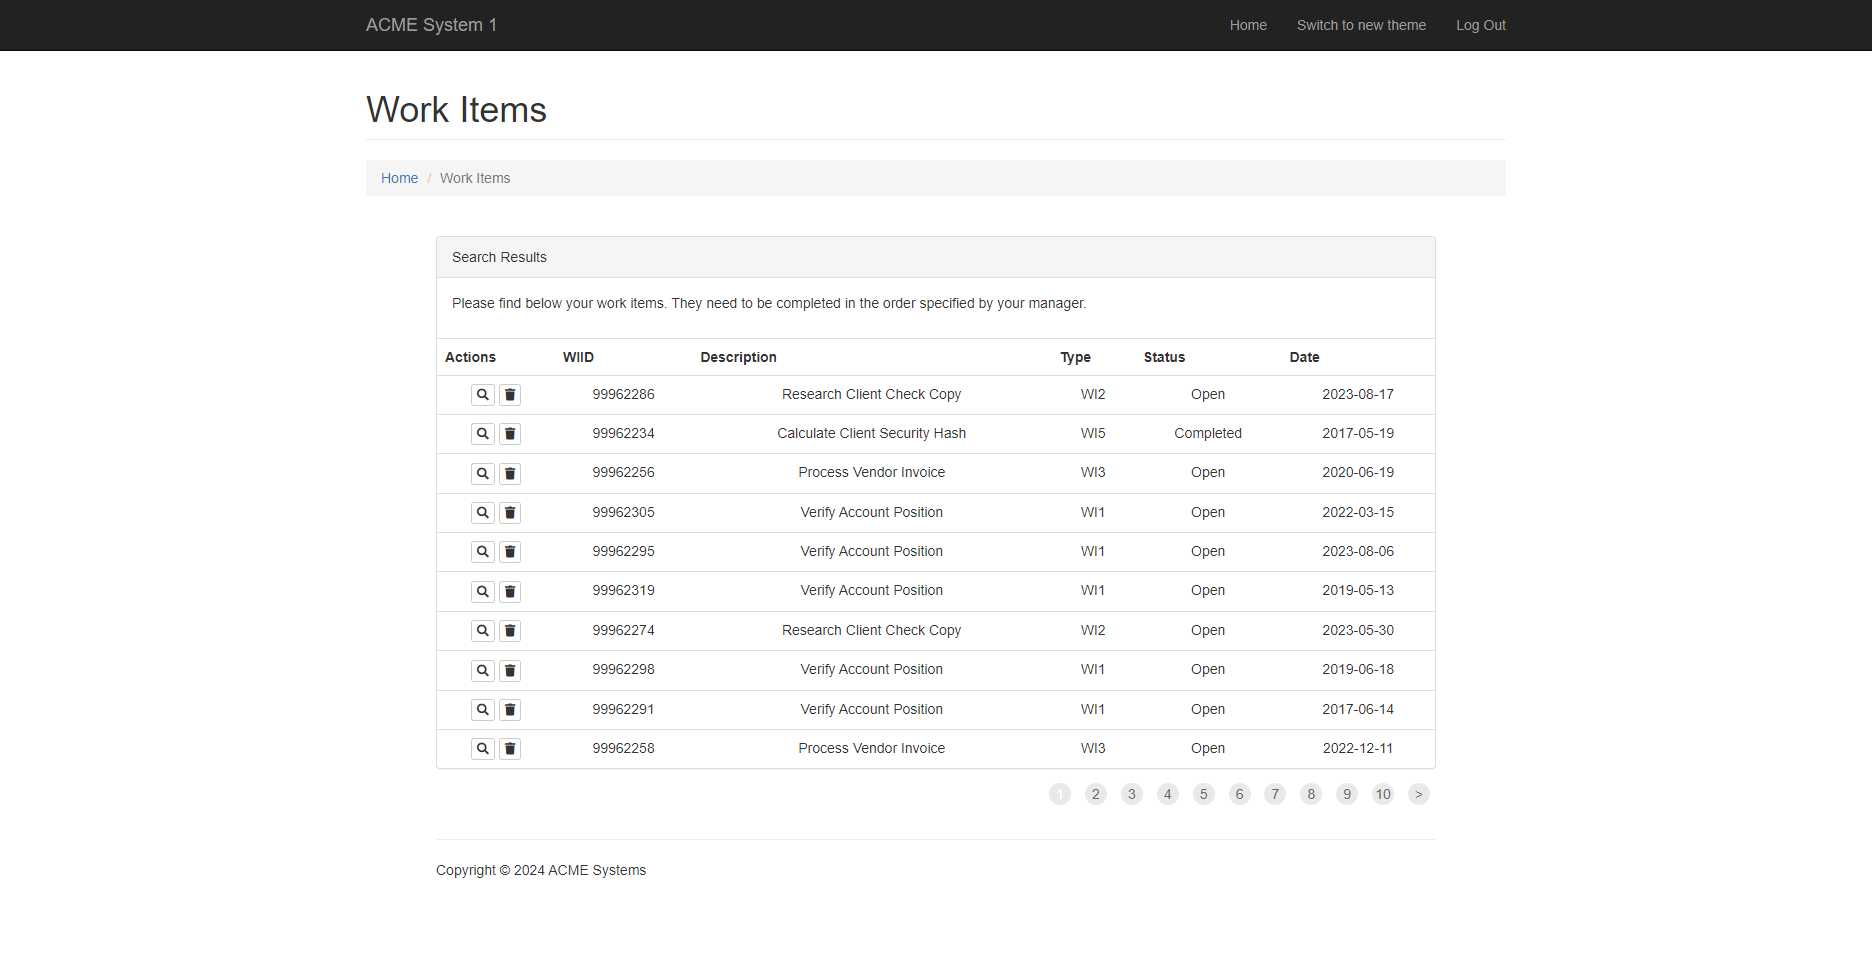 ACME System 1 Home Switch to new theme Log Out
Work Items
Home / Work Items
Search Results
Please find below your work items. They need to be completed in the order specified by your manager.
Actions WIID Description Type Status Date
99962286 Research Client Check Copy WI2 Open 2023-08-17
99962234 Calculate Client Security Hash WI5 Completed 2017-05-19
99962256 Process Vendor Invoice WI3 Open 2020-06-19
99962305 Verify Account Position WI1 Open 2022-03-15
99962295 Verify Account Position WI1 Open 2023-08-06
99962319 Verify Account Position WI1 Open 2019-05-13
99962274 Research Client Check Copy WI2 Open 2023-05-30
99962298 Verify Account Position WI1 Open 2019-06-18
99962291 Verify Account Position WI1 Open 2017-06-14
99962258 Process Vendor Invoice WI3 Open 2022-12-11
1 2 3 4 5 6 7 8 9 10 >
Copyright © 2024 ACME Systems